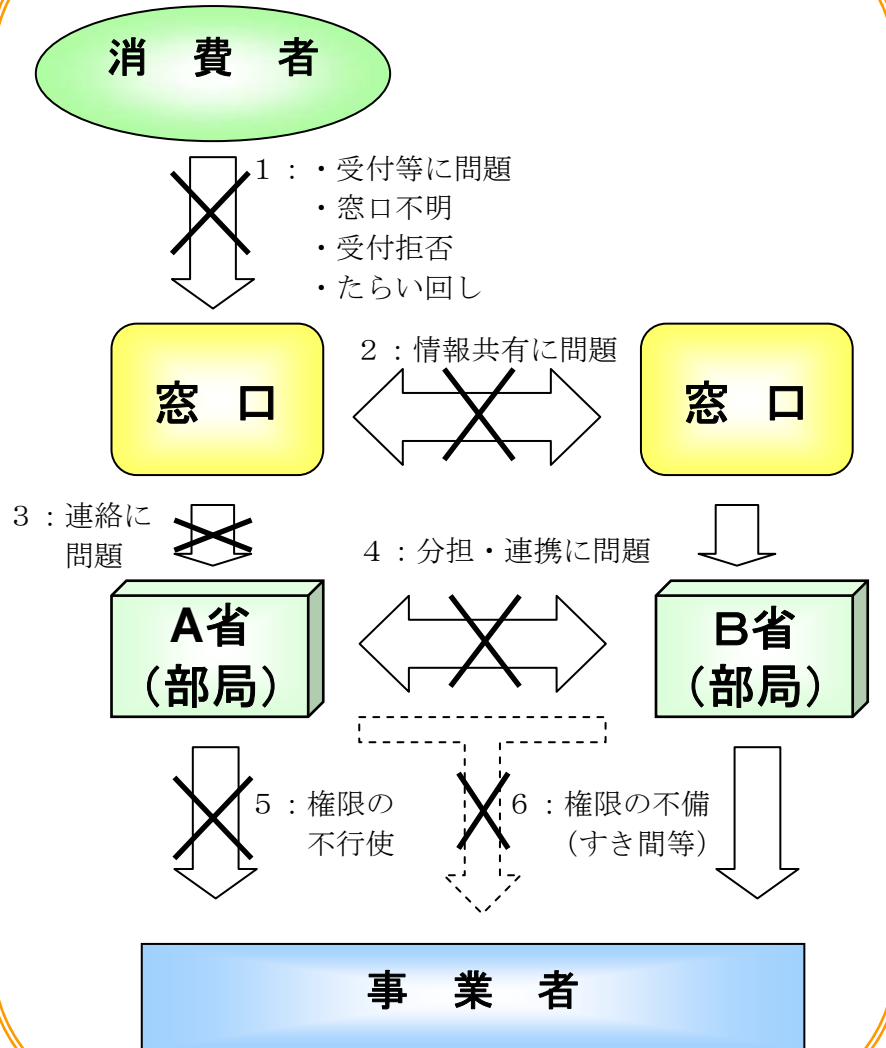 消 費 者
1：・受付等に問題
・窓口不明
・受付拒否
・たらい回し
2：情報共有に問題
窓 口
窓 口
3：連絡に
問題
4：分担・連携に問題
A省
(部局)
B省
(部局)
5：権限の
不行使
6：権限の不備
(すき間等)
事 業 者